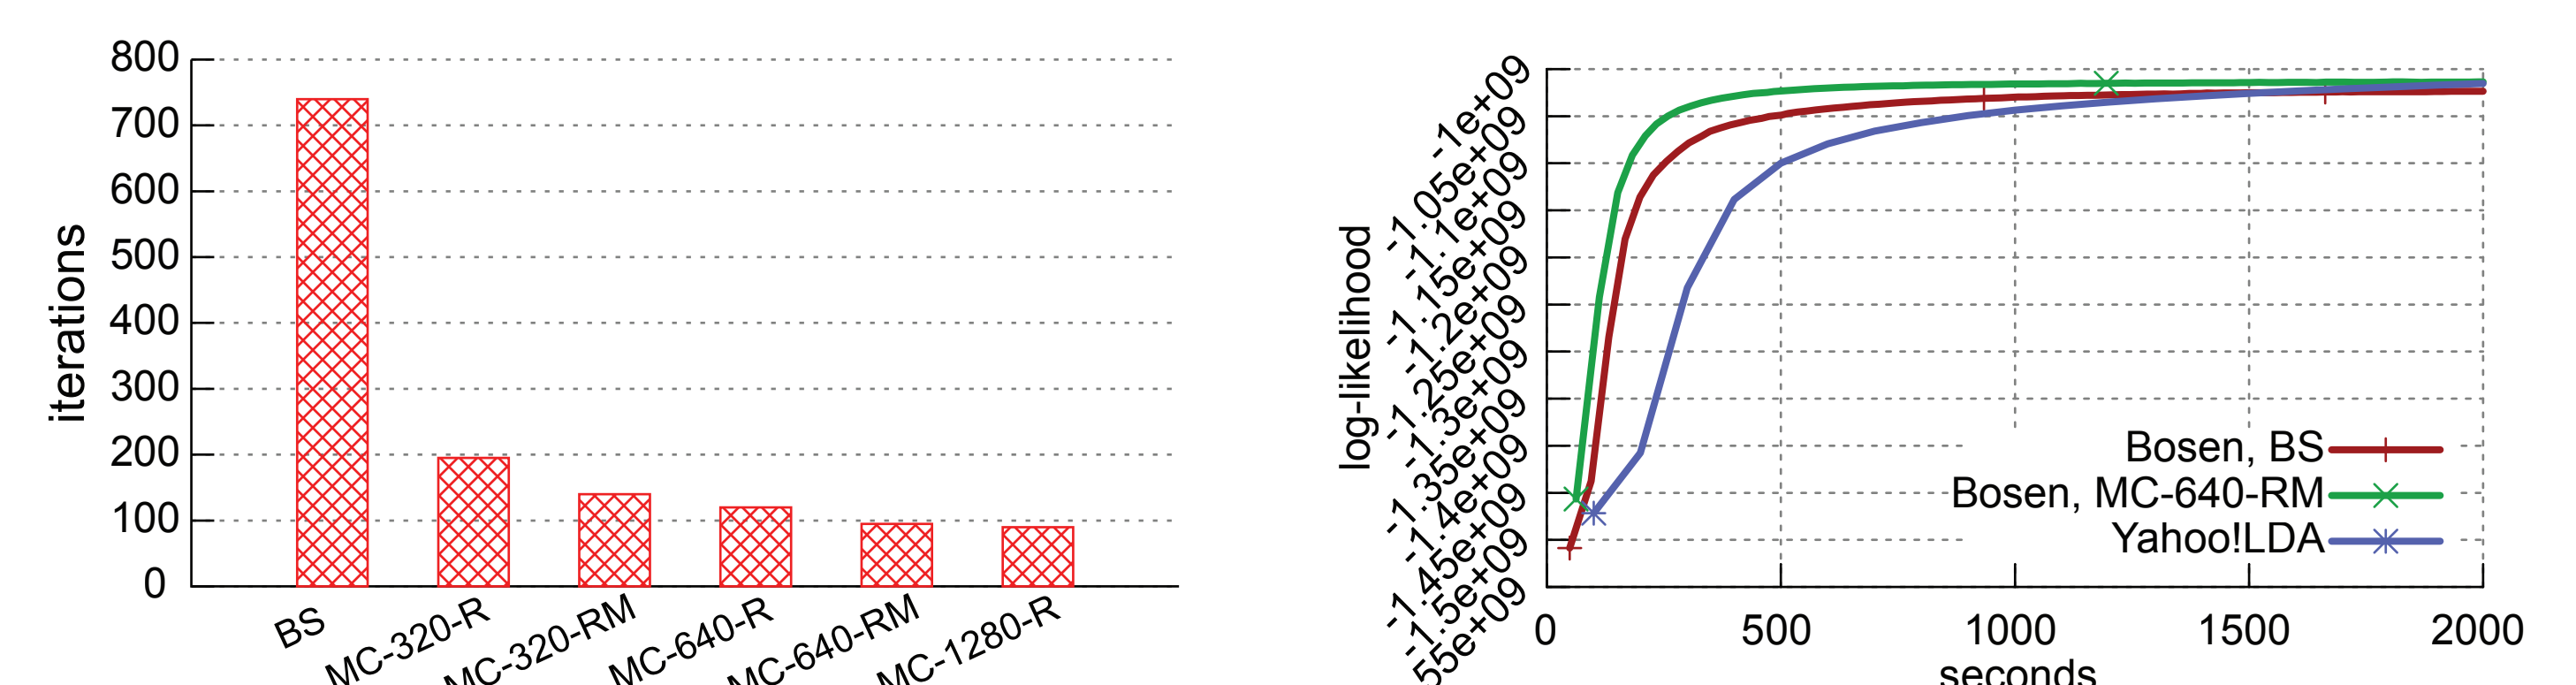 800
700
600
500
400
300
200
100
0
iterations
BS
MC-320-R
MC-320-RM
MC-640-R
MC-640-RM
MC-1280-R
log-likelihood
-1e+09
-1.05e+09
-1.1e+09
-1.15e+09
-1.2e+09
-1.25e+09
-1.3e+09
-1.35e+09
-1.4e+09
-1.45e+09
-1.5e+09
55e+09
Bosen, BS
Bosen, MC-640-RM
Yahoo!LDA
0
500
1000
1500
2000
seconds